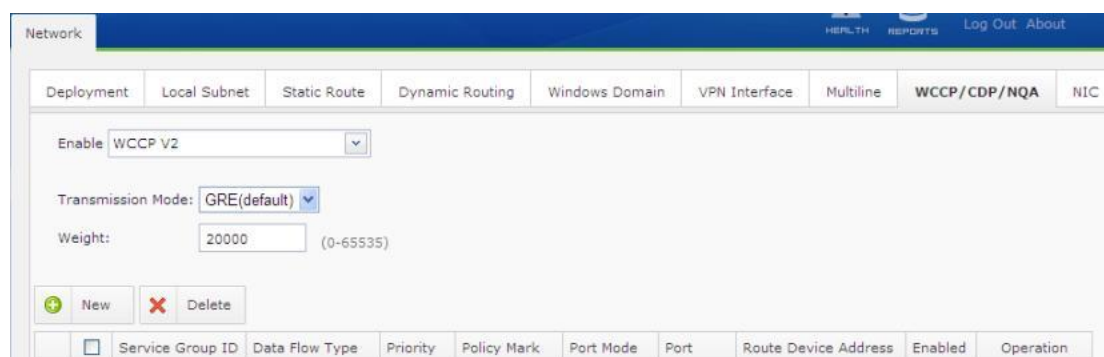 HEALTH REPORTS Log Out About
Network
Deployment Local Subnet Static Route Dynamic Routing Windows Domain VPN Interface Multiline WCCP/CDP/NQA NIC
Enable WCCP V2
Transmission Mode: GRE(default)
Weight: 20000 (0-65535)
New Delete
Service Group ID Data Flow Type Priority Policy Mark Port Mode Port Route Device Address Enabled Operation